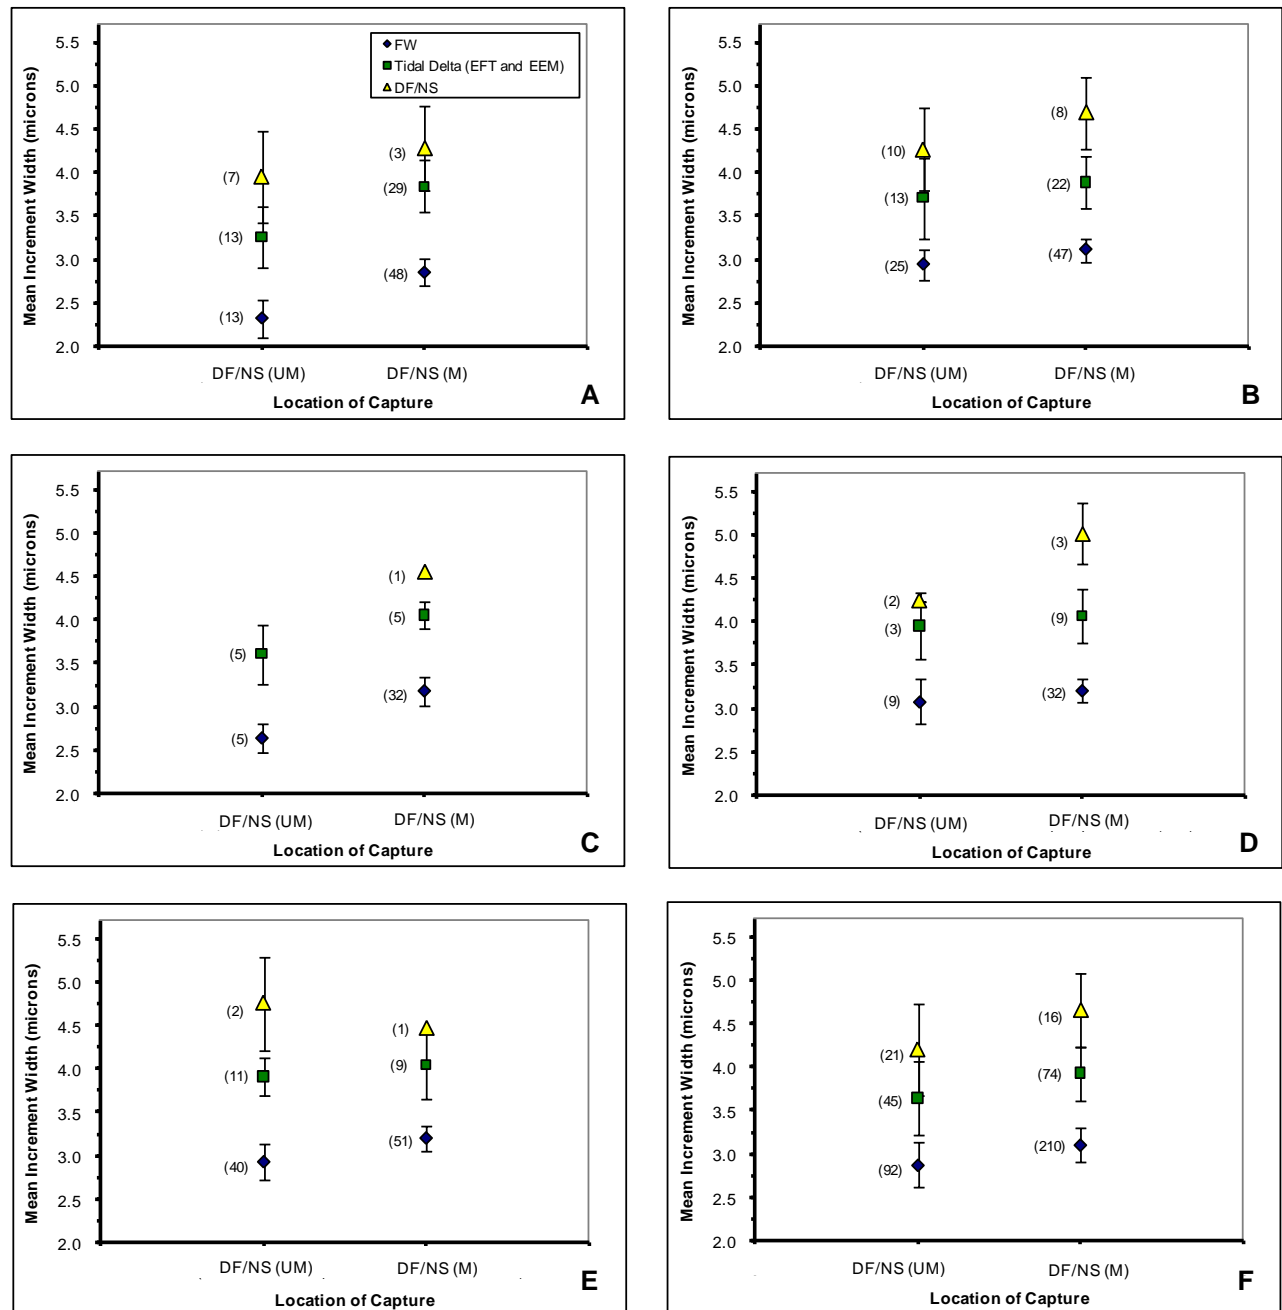 Mean Increment Width (microns)
5.5
5.0
4.5
4.0
3.5
3.0
2.5
2.0
FW
Tidal Delta (EFT and EEM)
DF/NS
(7)
(13)
(13)
(3)
(29)
(48)
DF/NS (UM)
DF/NS (M)
Location of Capture
A
Mean Increment Width (microns)
5.5
5.0
4.5
4.0
3.5
3.0
2.5
2.0
(10)
(13)
(25)
(8)
(22)
(47)
DF/NS (UM)
DF/NS (M)
Location of Capture
B
Mean Increment Width (microns)
5.5
5.0
4.5
4.0
3.5
3.0
2.5
2.0
(5)
(5)
(1)
(5)
(32)
DF/NS (UM)
DF/NS (M)
Location of Capture
C
Mean Increment Width (microns)
5.5
5.0
4.5
4.0
3.5
3.0
2.5
2.0
(2)
(3)
(9)
(3)
(9)
(32)
DF/NS (UM)
DF/NS (M)
Location of Capture
D
Mean Increment Width (microns)
5.5
5.0
4.5
4.0
3.5
3.0
2.5
2.0
(2)
(11)
(40)
(1)
(9)
(51)
DF/NS (UM)
DF/NS (M)
Location of Capture
E
Mean Increment Width (microns)
5.5
5.0
4.5
4.0
3.5
3.0
2.5
2.0
(21)
(45)
(92)
(16)
(74)
(210)
DF/NS (UM)
DF/NS (M)
Location of Capture
F